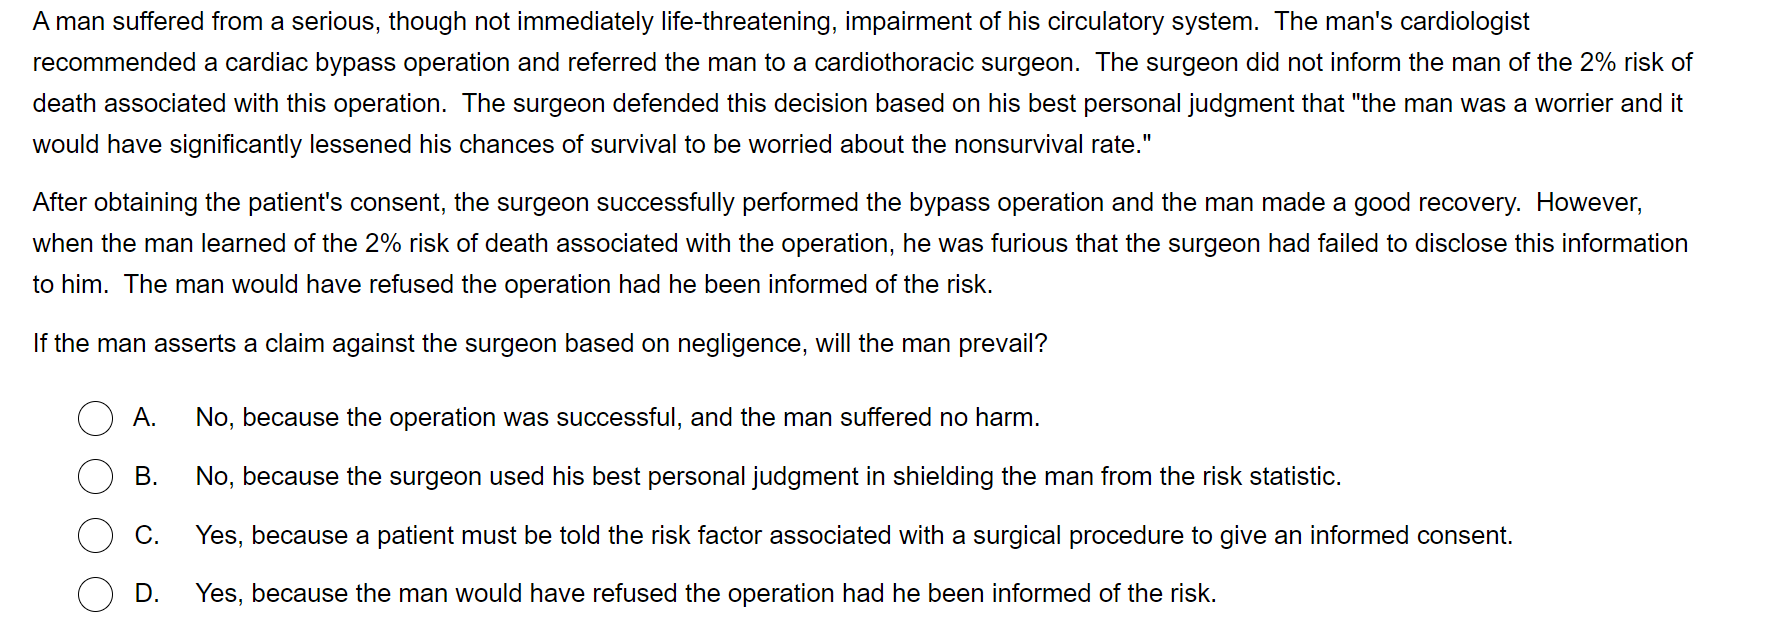 A man suffered from a serious, though not immediately life-threatening, impairment of his circulatory system.  The man's cardiologist
recommended a cardiac bypass operation and referred the man to a cardiothoracic surgeon.  The surgeon did not inform the man of the 2% risk of
death associated with this operation.  The surgeon defended this decision based on his best personal judgment that "the man was a worrier and it
would have significantly lessened his chances of survival to be worried about the nonsurvival rate."
After obtaining the patient's consent, the surgeon successfully performed the bypass operation and the man made a good recovery.  However,
when the man learned of the 2% risk of death associated with the operation, he was furious that the surgeon had failed to disclose this information
to him.  The man would have refused the operation had he been informed of the risk.
If the man asserts a claim against the surgeon based on negligence, will the man prevail?
A. No, because the operation was successful, and the man suffered no harm.
B. No, because the surgeon used his best personal judgment in shielding the man from the risk statistic.
C. Yes, because a patient must be told the risk factor associated with a surgical procedure to give an informed consent.
D. Yes, because the man would have refused the operation had he been informed of the risk.